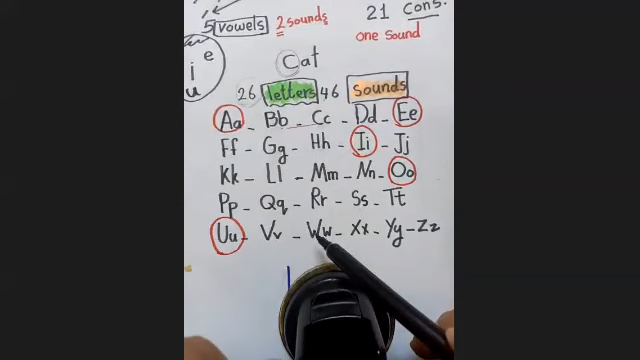 21 Cons.
5 vowels 2 sounds
one Sound
e
i
u
Cat
26 letters 46 sounds
Aa - Bb - Cc - Dd - Ee
Ff - Gg - Hh - Ii - Jj
Kk - Ll - Mm - Nn - Oo
Pp - Qq - Rr - Ss - Tt
Uu - Vv - Ww - Xx - Yy - Zz